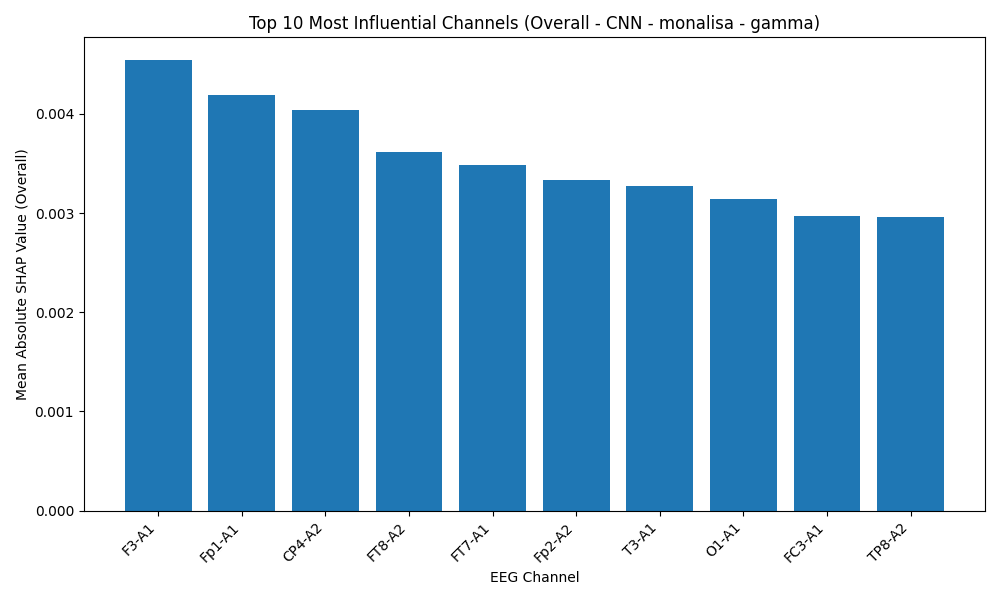 Top 10 Most Influential Channels (Overall - CNN - monalisa - gamma)
Mean Absolute SHAP Value (Overall)
0.004
0.003
0.002
0.001
0.000
F3-A1
Fp1-A1
CP4-A2
FT8-A2
FT7-A1
Fp2-A2
T3-A1
O1-A1
FC3-A1
TP8-A2
EEG Channel